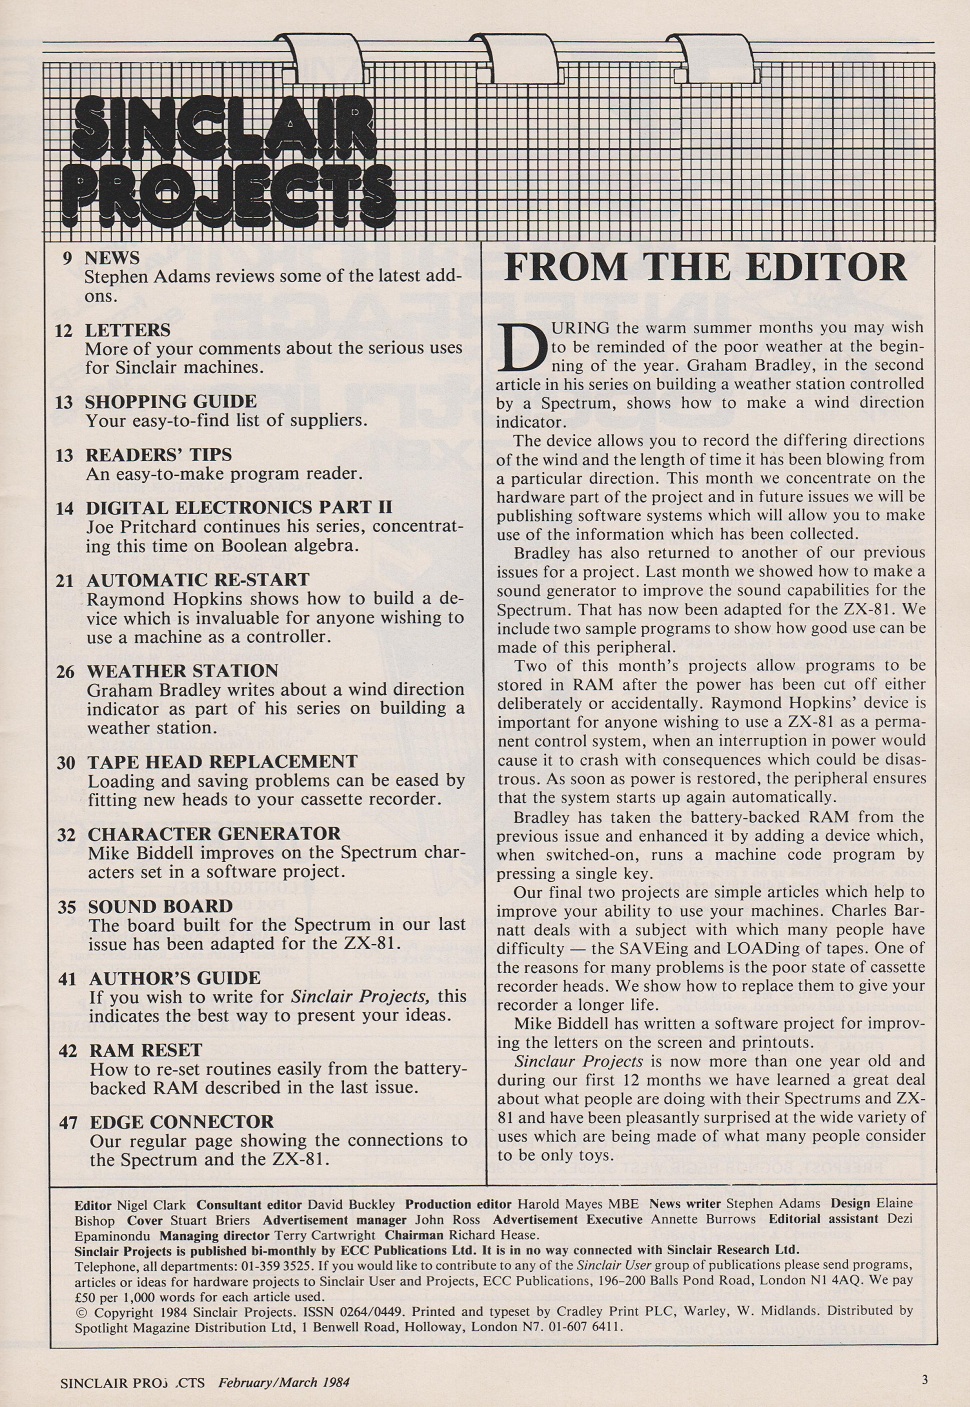 SINCLAIR
PROJECTS
9 NEWS
Stephen Adams reviews some of the latest add-
ons.
12 LETTERS
More of your comments about the serious uses
for Sinclair machines.
13 SHOPPING GUIDE
Your easy-to-find list of suppliers.
13 READERS' TIPS
An easy-to-make program reader.
14 DIGITAL ELECTRONICS PART II
Joe Pritchard continues his series, concentrat-
ing this time on Boolean algebra.
21 AUTOMATIC RE-START
Raymond Hopkins shows how to build a de-
vice which is invaluable for anyone wishing to
use a machine as a controller.
26 WEATHER STATION
Graham Bradley writes about a wind direction
indicator as part of his series on building a
weather station.
30 TAPE HEAD REPLACEMENT
Loading and saving problems can be eased by
fitting new heads to your cassette recorder.
32 CHARACTER GENERATOR
Mike Biddell improves on the Spectrum char-
acters set in a software project.
35 SOUND BOARD
The board built for the Spectrum in our last
issue has been adapted for the ZX-81.
41 AUTHOR'S GUIDE
If you wish to write for Sinclair Projects, this
indicates the best way to present your ideas.
42 RAM RESET
How to re-set routines easily from the battery-
backed RAM described in the last issue.
47 EDGE CONNECTOR
Our regular page showing the connections to
the Spectrum and the ZX-81.
FROM THE EDITOR
DURING the warm summer months you may wish
to be reminded of the poor weather at the begin-
ning of the year. Graham Bradley, in the second
article in his series on building a weather station controlled
by a Spectrum, shows how to make a wind direction
indicator.
The device allows you to record the differing directions
of the wind and the length of time it has been blowing from
a particular direction. This month we concentrate on the
hardware part of the project and in future issues we will be
publishing software systems which will allow you to make
use of the information which has been collected.
Bradley has also returned to another of our previous
issues for a project. Last month we showed how to make a
sound generator to improve the sound capabilities for the
Spectrum. That has now been adapted for the ZX-81. We
include two sample programs to show how good use can be
made of this peripheral.
Two of this month's projects allow programs to be
stored in RAM after the power has been cut off either
deliberately or accidentally. Raymond Hopkins' device is
important for anyone wishing to use a ZX-81 as a perma-
nent control system, when an interruption in power would
cause it to crash with consequences which could be disas-
trous. As soon as power is restored, the peripheral ensures
that the system starts up again automatically.
Bradley has taken the battery-backed RAM from the
previous issue and enhanced it by adding a device which,
when switched-on, runs a machine code program by
pressing a single key.
Our final two projects are simple articles which help to
improve your ability to use your machines. Charles Bar-
natt deals with a subject with which many people have
difficulty — the SAVEing and LOADing of tapes. One of
the reasons for many problems is the poor state of cassette
recorder heads. We show how to replace them to give your
recorder a longer life.
Mike Biddell has written a software project for improv-
ing the letters on the screen and printouts.
Sinclaur Projects is now more than one year old and
during our first 12 months we have learned a great deal
about what people are doing with their Spectrums and ZX-
81 and have been pleasantly surprised at the wide variety of
uses which are being made of what many people consider
to be only toys.
Editor Nigel Clark Consultant editor David Buckley Production editor Harold Mayes MBE News writer Stephen Adams Design Elaine
Bishop Cover Stuart Briers Advertisement manager John Ross Advertisement Executive Annette Burrows Editorial assistant Dezi
Epaminondu Managing director Terry Cartwright Chairman Richard Hease.
Sinclair Projects is published bi-monthly by ECC Publications Ltd. It is in no way connected with Sinclair Research Ltd.
Telephone, all departments: 01-359 3525. If you would like to contribute to any of the Sinclair User group of publications please send programs,
articles or ideas for hardware projects to Sinclair User and Projects, ECC Publications, 196-200 Balls Pond Road, London N1 4AQ. We pay
£50 per 1,000 words for each article used.
© Copyright 1984 Sinclair Projects. ISSN 0264/0449. Printed and typeset by Cradley Print PLC, Warley, W. Midlands. Distributed by
Spotlight Magazine Distribution Ltd, 1 Benwell Road, Holloway, London N7. 01-607 6411.
SINCLAIR PROJ .CTS February/March 1984
3